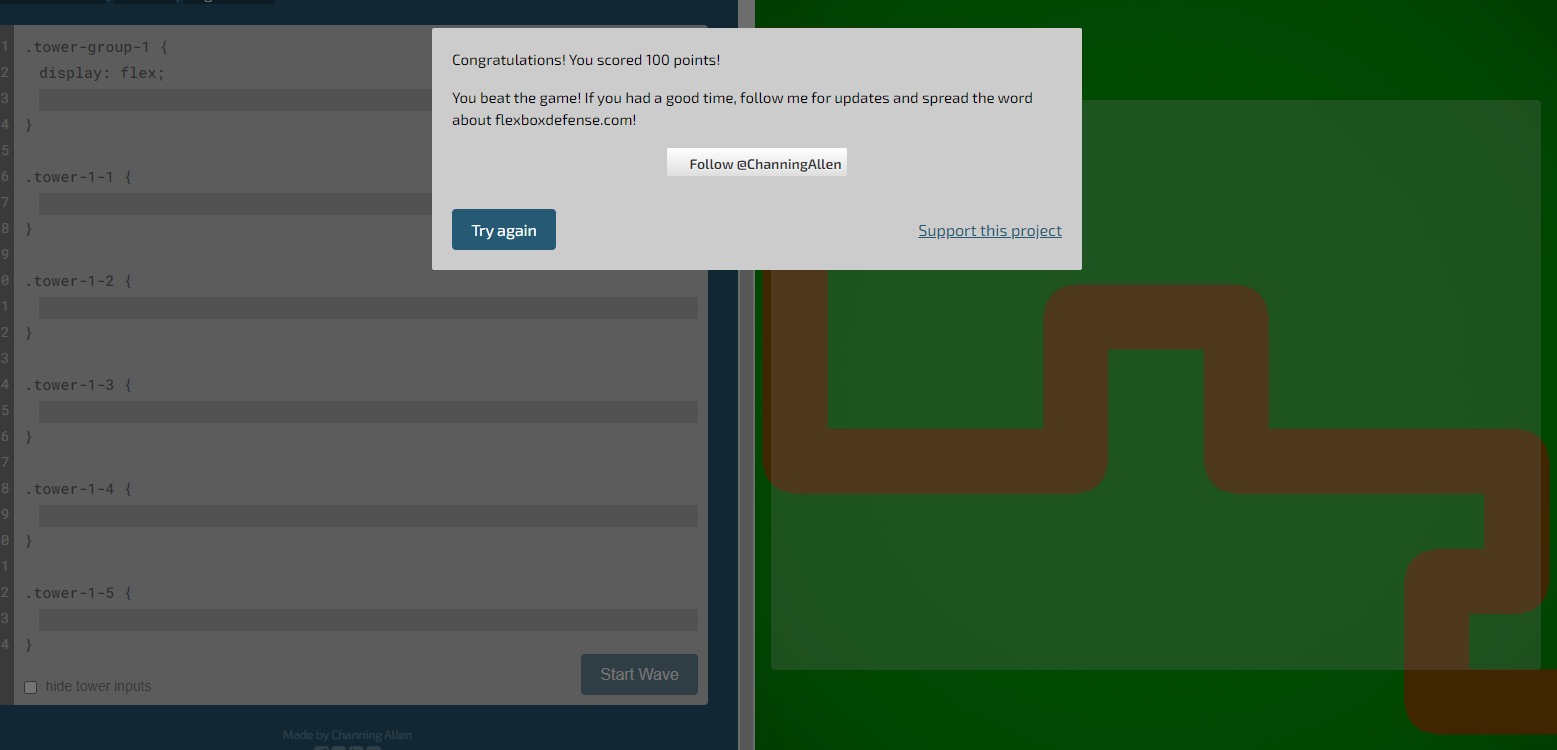 1 .tower-group-1 {
2 display: flex;
3
4 }
5
6 .tower-1-1 {
7
8 }
9
0 .tower-1-2 {
1
2 }
3
4 .tower-1-3 {
5
6 }
7
8 .tower-1-4 {
9
0 }
1
2 .tower-1-5 {
3
4 }
hide tower inputs
Start Wave
Made by Channing Allen
Congratulations! You scored 100 points!
You beat the game! If you had a good time, follow me for updates and spread the word
about flexboxdefense.com!
Follow @ChanningAllen
Try again
Support this project